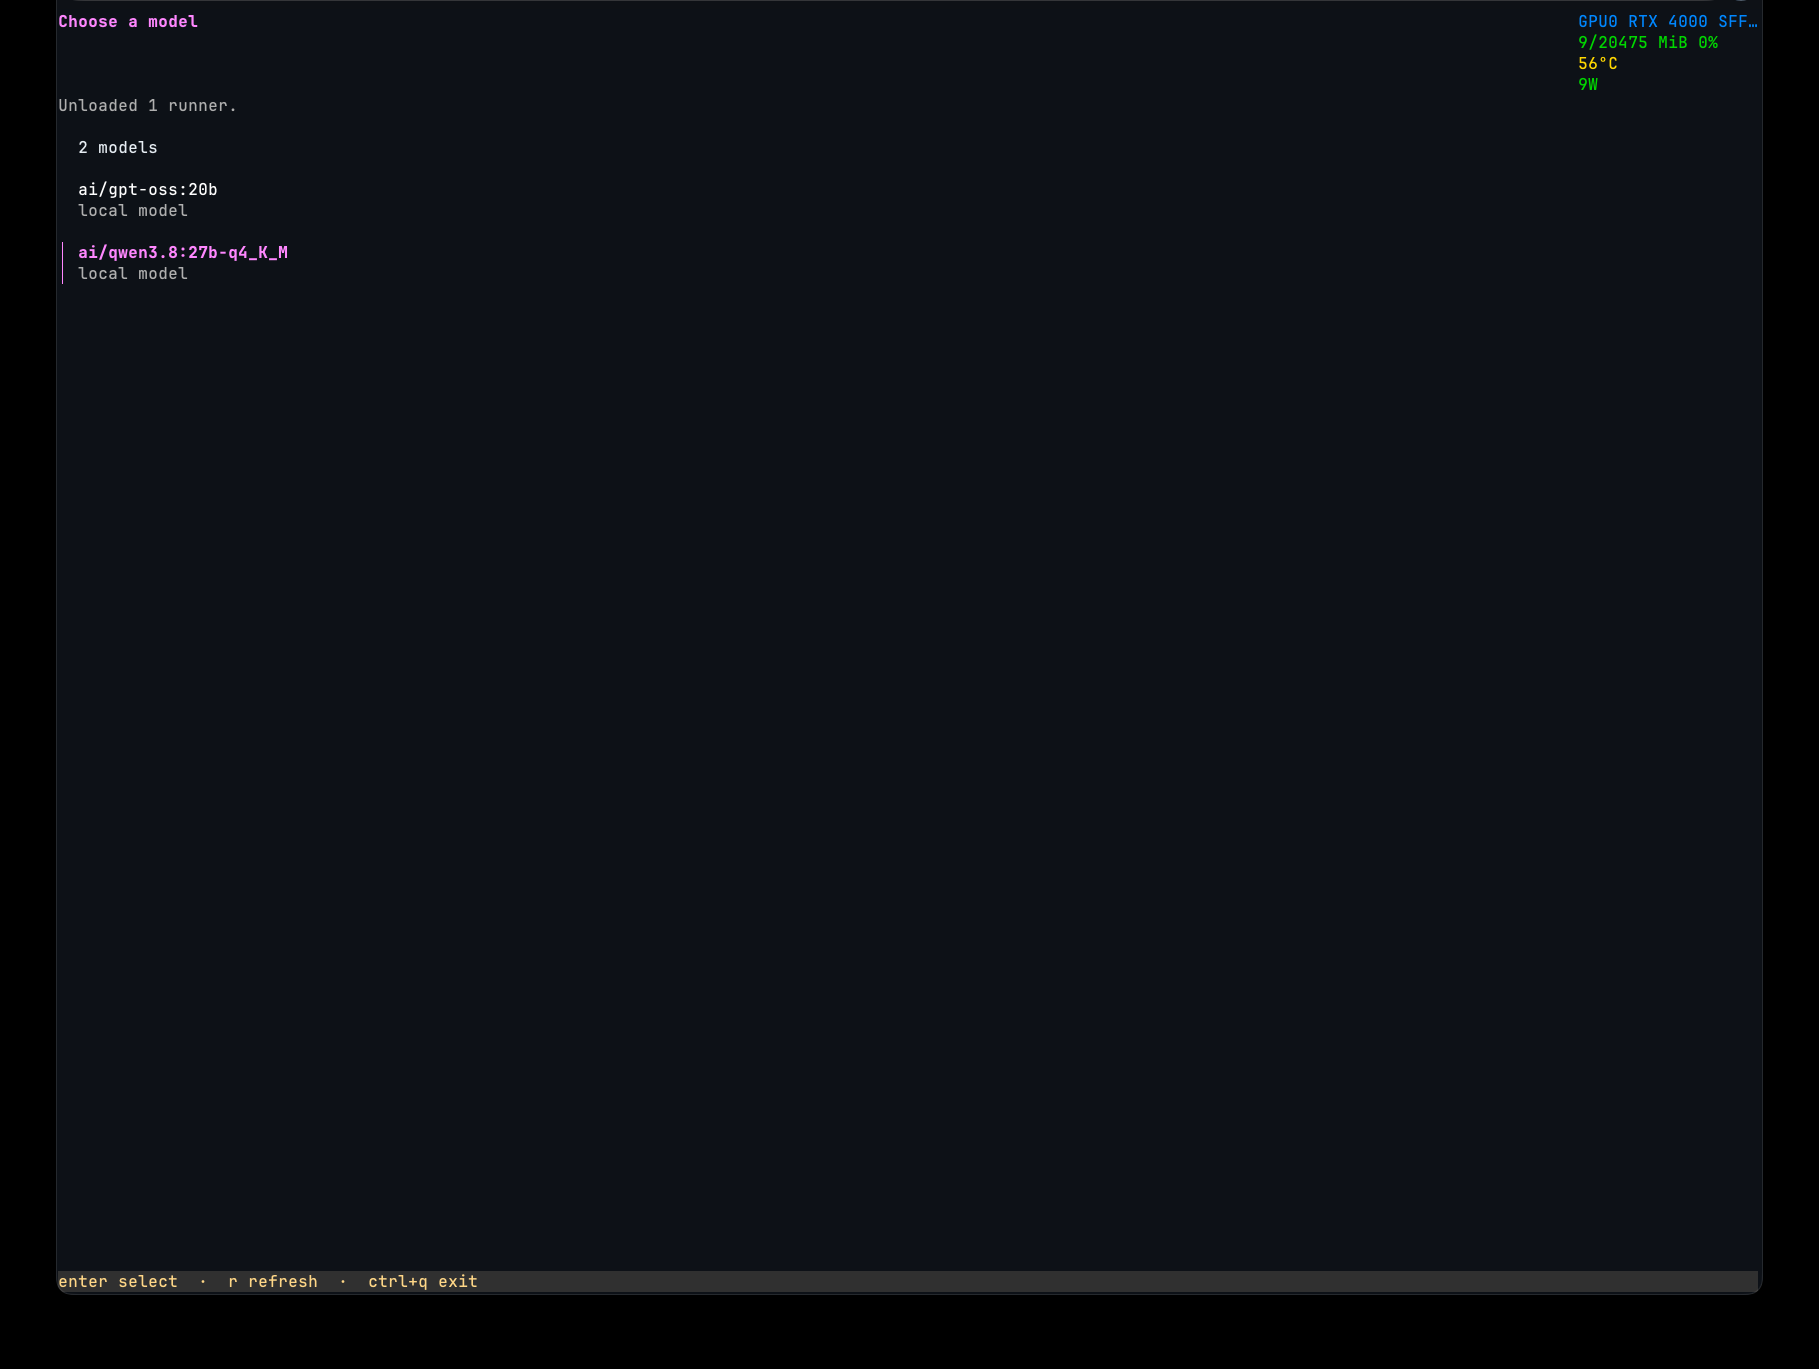 Choose a model
GPU0 RTX 4000 SFF…
9/20475 MiB 0%
56°C
9W
Unloaded 1 runner.
2 models
ai/gpt-oss:20b
local model
ai/qwen3.8:27b-q4_K_M
local model
enter select · r refresh · ctrl+q exit